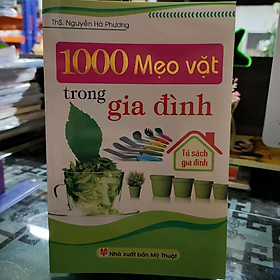 ThS. Nguyễn Hà Phương
1000 Mẹo vặt
trong gia đình
Tủ sách
gia đình
Nhà xuất bản Mỹ Thuật